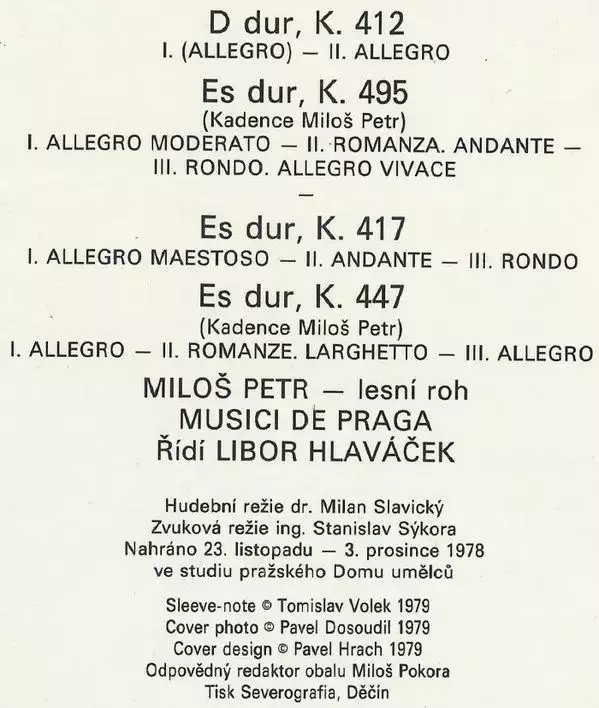 D dur, K. 412
I. (ALLEGRO) — II. ALLEGRO
Es dur, K. 495
(Kadence Miloš Petr)
I. ALLEGRO MODERATO — II. ROMANZA. ANDANTE —
III. RONDO. ALLEGRO VIVACE
—
Es dur, K. 417
I. ALLEGRO MAESTOSO — II. ANDANTE — III. RONDO
Es dur, K. 447
(Kadence Miloš Petr)
I. ALLEGRO — II. ROMANZE. LARGHETTO — III. ALLEGRO
MILOŠ PETR — lesní roh
MUSICI DE PRAGA
Řídí LIBOR HLAVÁČEK
Hudební režie dr. Milan Slavický
Zvuková režie ing. Stanislav Sýkora
Nahráno 23. listopadu — 3. prosince 1978
ve studiu pražského Domu umělců
Sleeve-note © Tomislav Volek 1979
Cover photo © Pavel Dosoudil 1979
Cover design © Pavel Hrach 1979
Odpovědný redaktor obalu Miloš Pokora
Tisk Severografia, Děčín